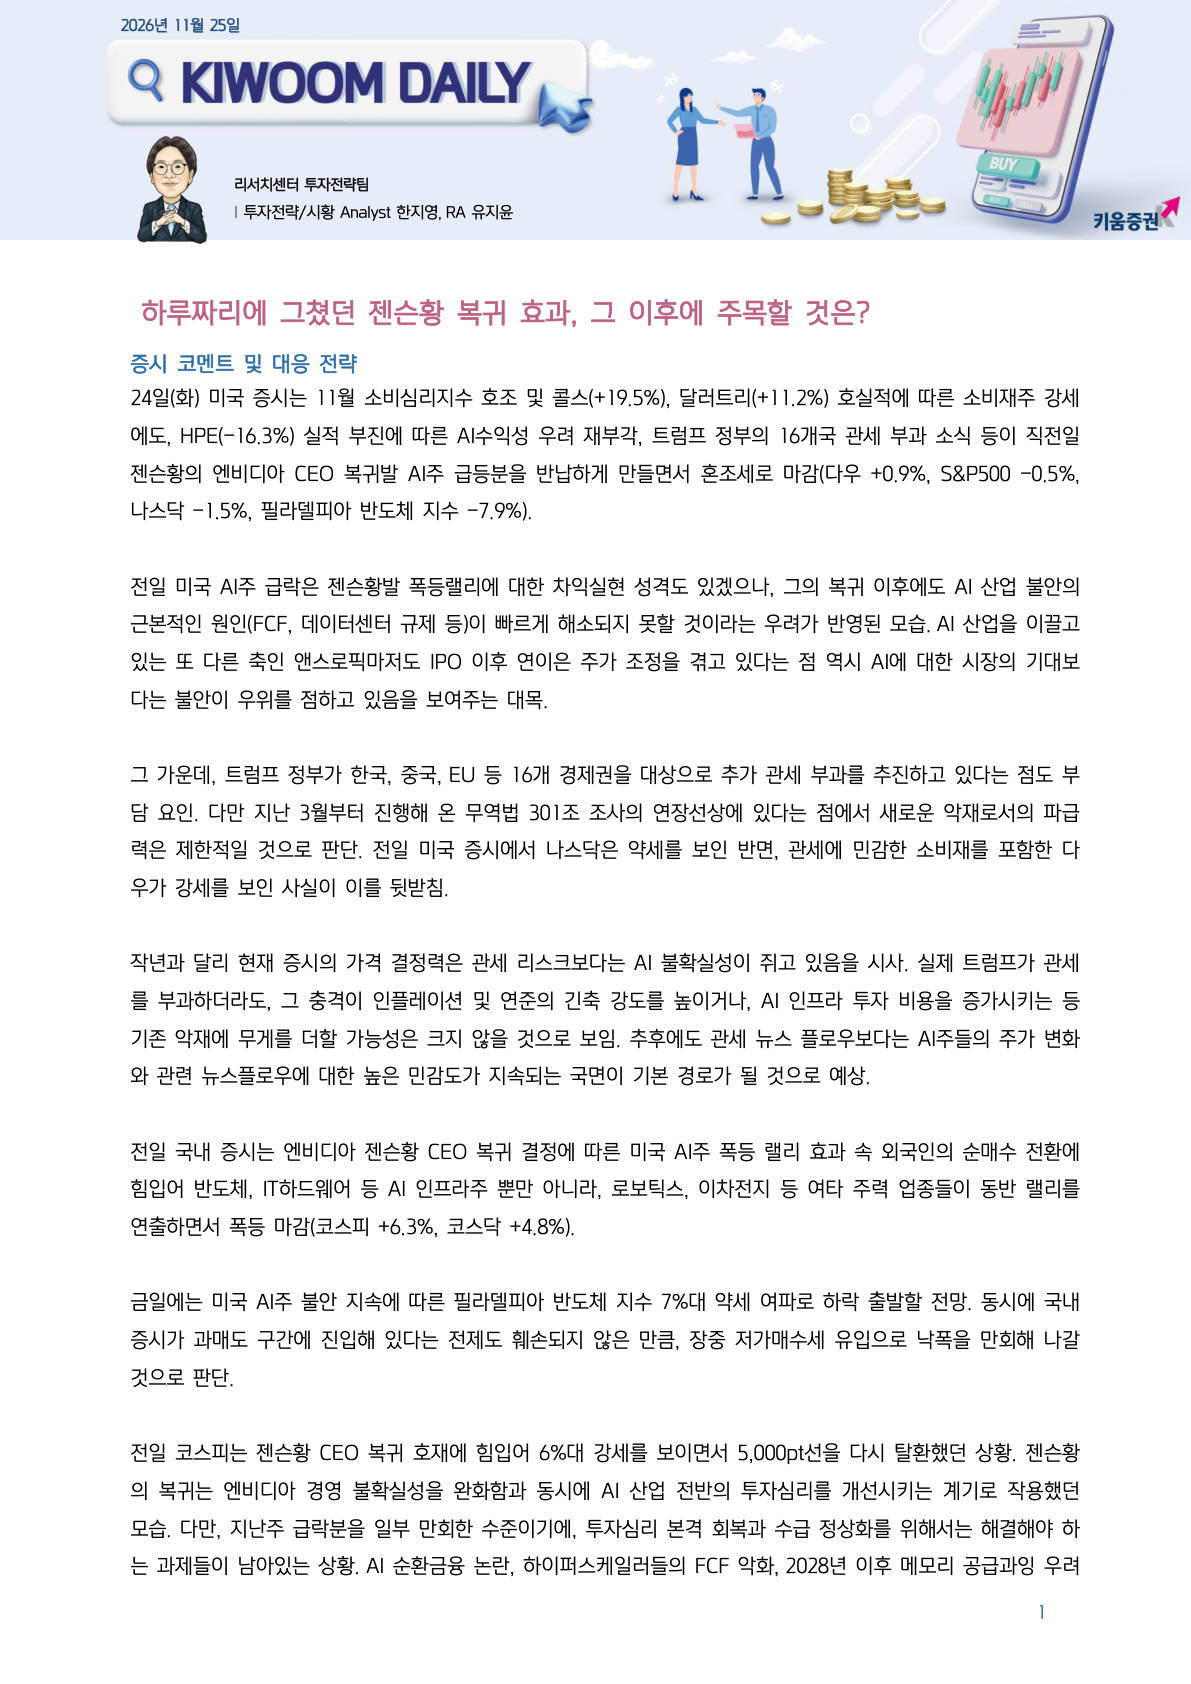 2026년 11월 25일
KIWOOM DAILY
리서치센터 투자전략팀
| 투자전략/시황 Analyst 한지영, RA 유지윤
BUY
BUY
키움증권
하루짜리에 그쳤던 젠슨황 복귀 효과, 그 이후에 주목할 것은?
증시 코멘트 및 대응 전략
24일(화) 미국 증시는 11월 소비심리지수 호조 및 콜스(+19.5%), 달러트리(+11.2%) 호실적에 따른 소비재주 강세
에도, HPE(-16.3%) 실적 부진에 따른 AI수익성 우려 재부각, 트럼프 정부의 16개국 관세 부과 소식 등이 직전일
젠슨황의 엔비디아 CEO 복귀발 AI주 급등분을 반납하게 만들면서 혼조세로 마감(다우 +0.9%, S&P500 -0.5%,
나스닥 -1.5%, 필라델피아 반도체 지수 -7.9%).
전일 미국 AI주 급락은 젠슨황발 폭등랠리에 대한 차익실현 성격도 있겠으나, 그의 복귀 이후에도 AI 산업 불안의
근본적인 원인(FCF, 데이터센터 규제 등)이 빠르게 해소되지 못할 것이라는 우려가 반영된 모습. AI 산업을 이끌고
있는 또 다른 축인 앤스로픽마저도 IPO 이후 연이은 주가 조정을 겪고 있다는 점 역시 AI에 대한 시장의 기대보
다는 불안이 우위를 점하고 있음을 보여주는 대목.
그 가운데, 트럼프 정부가 한국, 중국, EU 등 16개 경제권을 대상으로 추가 관세 부과를 추진하고 있다는 점도 부
담 요인. 다만 지난 3월부터 진행해 온 무역법 301조 조사의 연장선상에 있다는 점에서 새로운 악재로서의 파급
력은 제한적일 것으로 판단. 전일 미국 증시에서 나스닥은 약세를 보인 반면, 관세에 민감한 소비재를 포함한 다
우가 강세를 보인 사실이 이를 뒷받침.
작년과 달리 현재 증시의 가격 결정력은 관세 리스크보다는 AI 불확실성이 쥐고 있음을 시사. 실제 트럼프가 관세
를 부과하더라도, 그 충격이 인플레이션 및 연준의 긴축 강도를 높이거나, AI 인프라 투자 비용을 증가시키는 등
기존 악재에 무게를 더할 가능성은 크지 않을 것으로 보임. 추후에도 관세 뉴스 플로우보다는 AI주들의 주가 변화
와 관련 뉴스플로우에 대한 높은 민감도가 지속되는 국면이 기본 경로가 될 것으로 예상.
전일 국내 증시는 엔비디아 젠슨황 CEO 복귀 결정에 따른 미국 AI주 폭등 랠리 효과 속 외국인의 순매수 전환에
힘입어 반도체, IT하드웨어 등 AI 인프라주 뿐만 아니라, 로보틱스, 이차전지 등 여타 주력 업종들이 동반 랠리를
연출하면서 폭등 마감(코스피 +6.3%, 코스닥 +4.8%).
금일에는 미국 AI주 불안 지속에 따른 필라델피아 반도체 지수 7%대 약세 여파로 하락 출발할 전망. 동시에 국내
증시가 과매도 구간에 진입해 있다는 전제도 훼손되지 않은 만큼, 장중 저가매수세 유입으로 낙폭을 만회해 나갈
것으로 판단.
전일 코스피는 젠슨황 CEO 복귀 호재에 힘입어 6%대 강세를 보이면서 5,000pt선을 다시 탈환했던 상황. 젠슨황
의 복귀는 엔비디아 경영 불확실성을 완화함과 동시에 AI 산업 전반의 투자심리를 개선시키는 계기로 작용했던
모습. 다만, 지난주 급락분을 일부 만회한 수준이기에, 투자심리 본격 회복과 수급 정상화를 위해서는 해결해야 하
는 과제들이 남아있는 상황. AI 순환금융 논란, 하이퍼스케일러들의 FCF 악화, 2028년 이후 메모리 공급과잉 우려
1